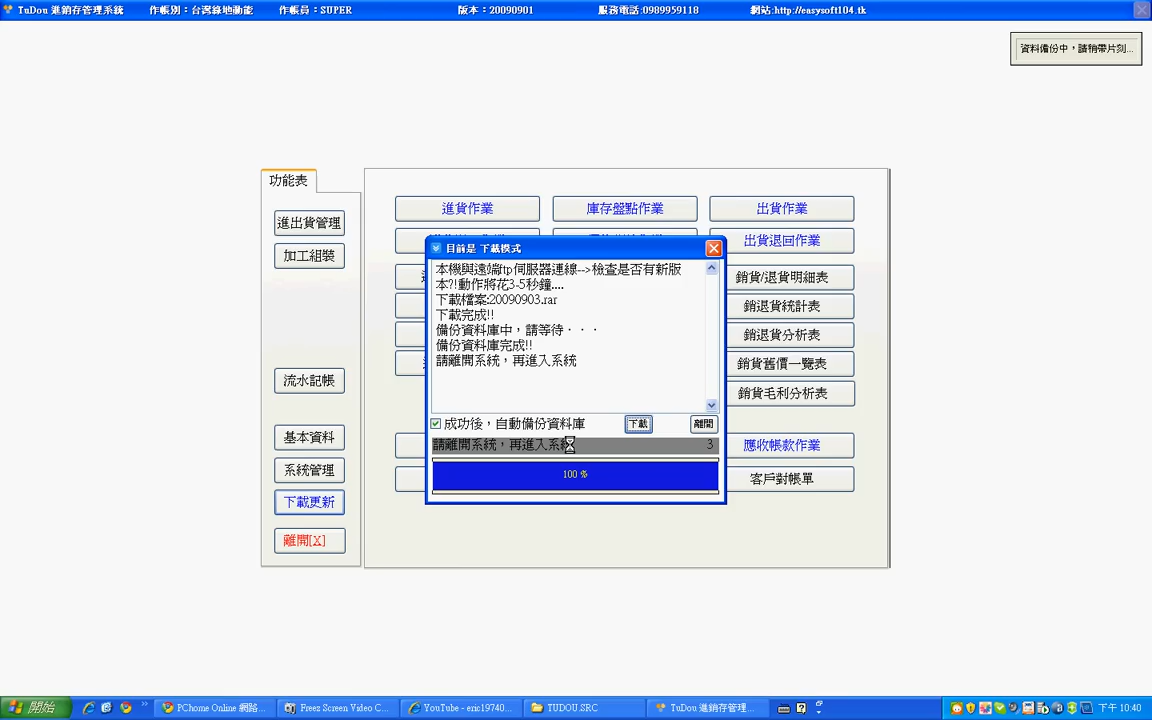 TuDou 進銷存管理系統 作帳別：台灣綠地動能 作帳員：SUPER 版本：20090901 服務電話:0989959118 網站:http://easysoft104.tk
資料備份中，請稍帶片刻...
功能表
進出貨管理
加工組裝
流水記帳
基本資料
系統管理
下載更新
離開[X]
進貨作業 庫存盤點作業 出貨作業
出貨退回作業
銷貨/退貨明細表
銷退貨統計表
銷退貨分析表
銷貨舊價一覽表
銷貨毛利分析表
應收帳款作業
客戶對帳單
目前是 下載模式
本機與遠端ftp伺服器連線-->檢查是否有新版
本?!動作將花3-5秒鐘....
下載檔案:20090903.rar
下載完成!!
備份資料庫中，請等待．．．
備份資料庫完成!!
請離開系統，再進入系統
成功後，自動備份資料庫 下載 離開
請離開系統，再進入系統 3
100 %
開始 PChome Online 網路... Freez Screen Video C... YouTube - eric19740... TUDOU.SRC TuDou 進銷存管理... 下午 10:40